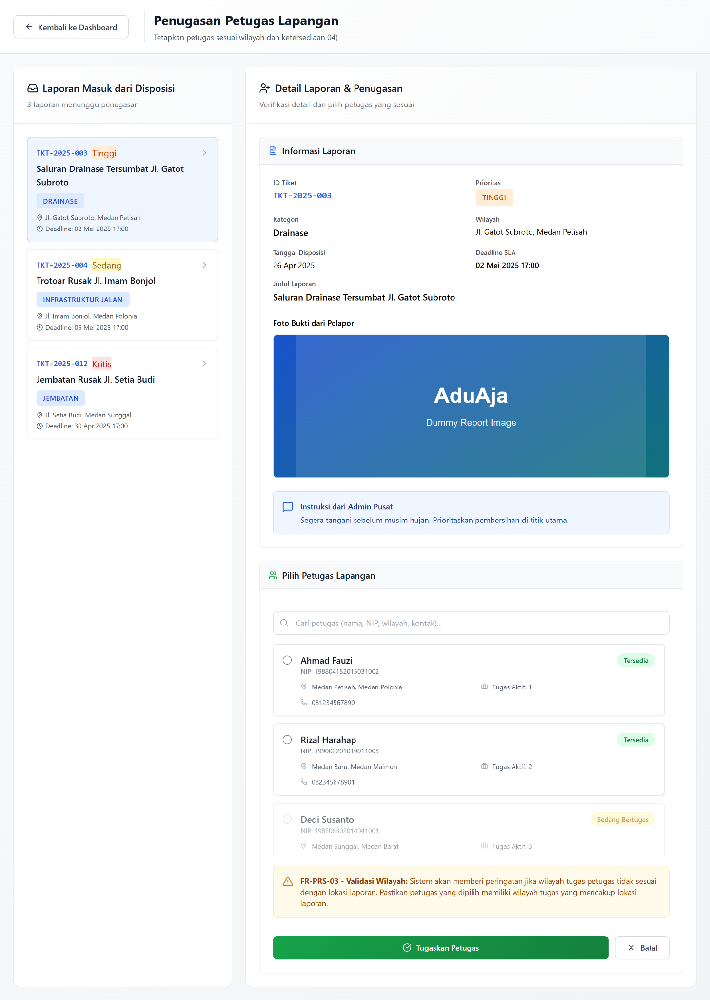 Kembali ke Dashboard
Penugasan Petugas Lapangan
Tetapkan petugas sesuai wilayah dan ketersediaan 04)
Laporan Masuk dari Disposisi
3 laporan menunggu penugasan
TKT-2025-003 Tinggi
Saluran Drainase Tersumbat Jl. Gatot
Subroto
DRAINASE
Jl. Gatot Subroto, Medan Petisah
Deadline: 02 Mei 2025 17:00
TKT-2025-004 Sedang
Trotoar Rusak Jl. Imam Bonjol
INFRASTRUKTUR JALAN
Jl. Imam Bonjol, Medan Polonia
Deadline: 05 Mei 2025 17:00
TKT-2025-012 Kritis
Jembatan Rusak Jl. Setia Budi
JEMBATAN
Jl. Setia Budi, Medan Sunggal
Deadline: 30 Apr 2025 17:00
Detail Laporan & Penugasan
Verifikasi detail dan pilih petugas yang sesuai
Informasi Laporan
ID Tiket
TKT-2025-003
Prioritas
TINGGI
Kategori
Drainase
Wilayah
Jl. Gatot Subroto, Medan Petisah
Tanggal Disposisi
26 Apr 2025
Deadline SLA
02 Mei 2025 17:00
Judul Laporan
Saluran Drainase Tersumbat Jl. Gatot Subroto
Foto Bukti dari Pelapor
AduAja
Dummy Report Image
Instruksi dari Admin Pusat
Segera tangani sebelum musim hujan. Prioritaskan pembersihan di titik utama.
Pilih Petugas Lapangan
Cari petugas (nama, NIP, wilayah, kontak)...
Ahmad Fauzi
Tersedia
NIP: 198804152015031002
Medan Petisah, Medan Polonia
Tugas Aktif: 1
081234567890
Rizal Harahap
Tersedia
NIP: 199002201019011003
Medan Baru, Medan Maimun
Tugas Aktif: 2
082345678901
Dedi Susanto
Sedang Bertugas
NIP: 198506302014041001
Medan Sunggal, Medan Barat
Tugas Aktif: 3
FR-PRS-03 - Validasi Wilayah: Sistem akan memberi peringatan jika wilayah tugas petugas tidak sesuai
dengan lokasi laporan. Pastikan petugas yang dipilih memiliki wilayah tugas yang mencakup lokasi
laporan.
Tugaskan Petugas
Batal